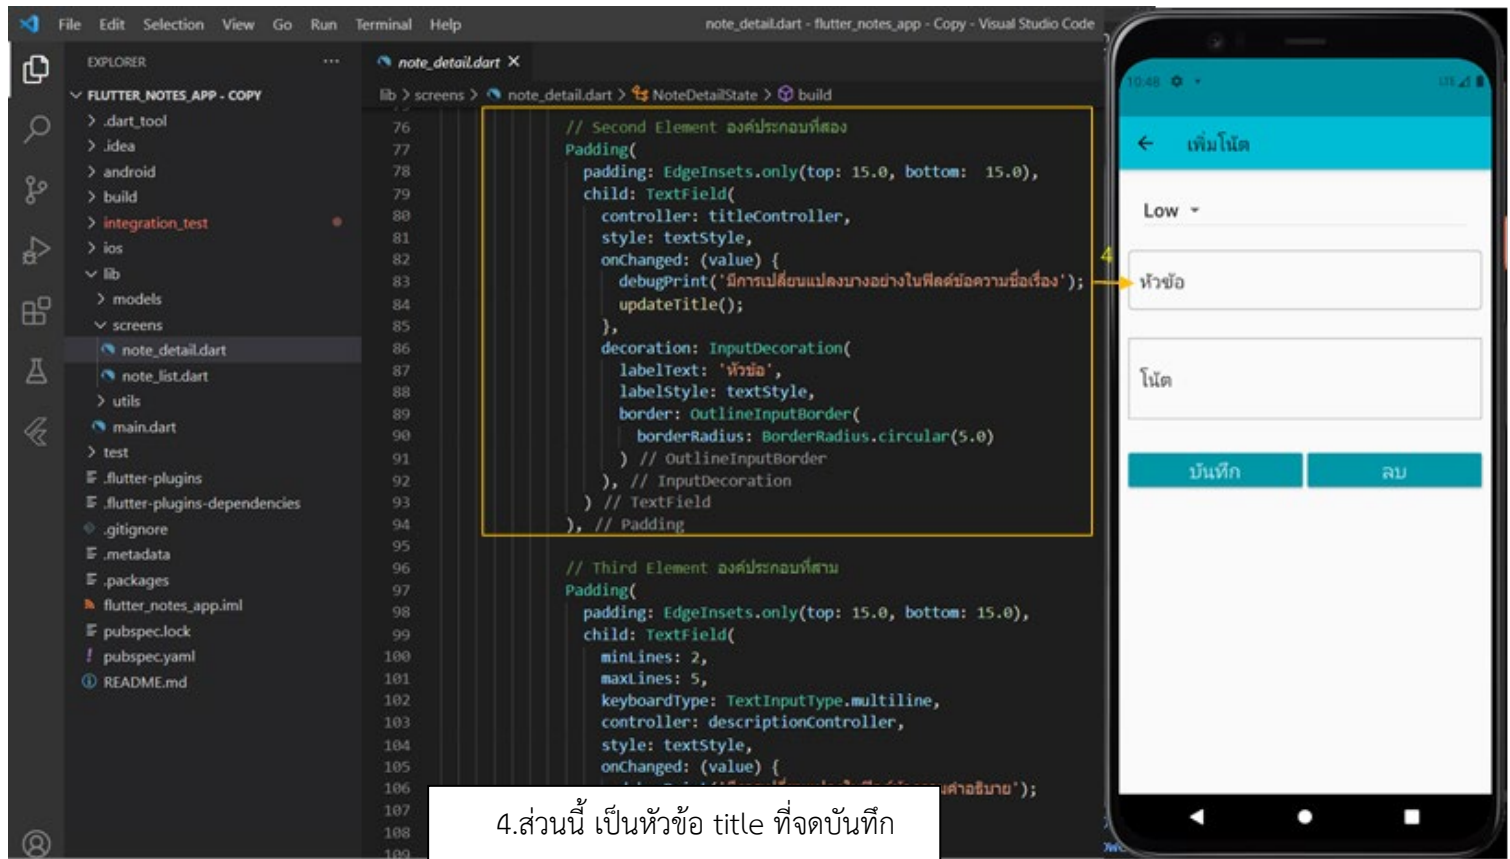 File Edit Selection View Go Run Terminal Help
note_detail.dart - flutter_notes_app - Copy - Visual Studio Code
EXPLORER
FLUTTER_NOTES_APP - COPY
.dart_tool
.idea
android
build
integration_test
ios
lib
models
screens
note_detail.dart
note_list.dart
utils
main.dart
test
.flutter-plugins
.flutter-plugins-dependencies
.gitignore
.metadata
.packages
flutter_notes_app.iml
pubspec.lock
pubspec.yaml
README.md
note_detail.dart
lib > screens > note_detail.dart > NoteDetailState > build
76 // Second Element องค์ประกอบที่สอง
77 Padding(
78 padding: EdgeInsets.only(top: 15.0, bottom:  15.0),
79 child: TextField(
80 controller: titleController,
81 style: textStyle,
82 onChanged: (value) {
83 debugPrint('มีการเปลี่ยนแปลงบางอย่างในฟิลด์ข้อความชื่อเรื่อง');
84 updateTitle();
85 },
86 decoration: InputDecoration(
87 labelText: 'หัวข้อ',
88 labelStyle: textStyle,
89 border: OutlineInputBorder(
90 borderRadius: BorderRadius.circular(5.0)
91 ) // OutlineInputBorder
92 ), // InputDecoration
93 ) // TextField
94 ), // Padding
95
96 // Third Element องค์ประกอบที่สาม
97 Padding(
98 padding: EdgeInsets.only(top: 15.0, bottom: 15.0),
99 child: TextField(
100 minLines: 2,
101 maxLines: 5,
102 keyboardType: TextInputType.multiline,
103 controller: descriptionController,
104 style: textStyle,
105 onChanged: (value) {
106
107
108
109
4.ส่วนนี้ เป็นหัวข้อ title ที่จดบันทึก
4
10:48 LTE
เพิ่มโน้ต
Low
หัวข้อ
โน้ต
บันทึก ลบ